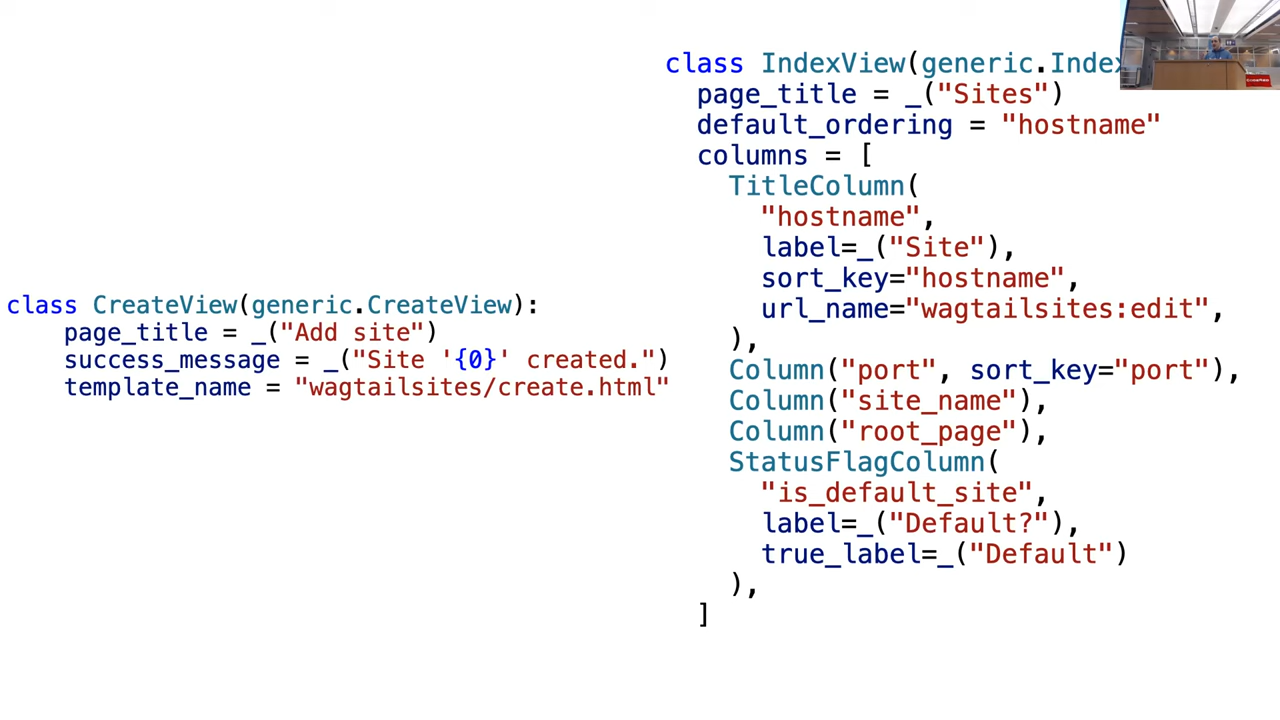 class CreateView(generic.CreateView):
    page_title = _("Add site")
    success_message = _("Site '{0}' created.")
    template_name = "wagtailsites/create.html"
class IndexView(generic.Index
  page_title = _("Sites")
  default_ordering = "hostname"
  columns = [
    TitleColumn(
      "hostname",
      label=_("Site"),
      sort_key="hostname",
      url_name="wagtailsites:edit",
    ),
    Column("port", sort_key="port"),
    Column("site_name"),
    Column("root_page"),
    StatusFlagColumn(
      "is_default_site",
      label=_("Default?"),
      true_label=_("Default")
    ),
  ]